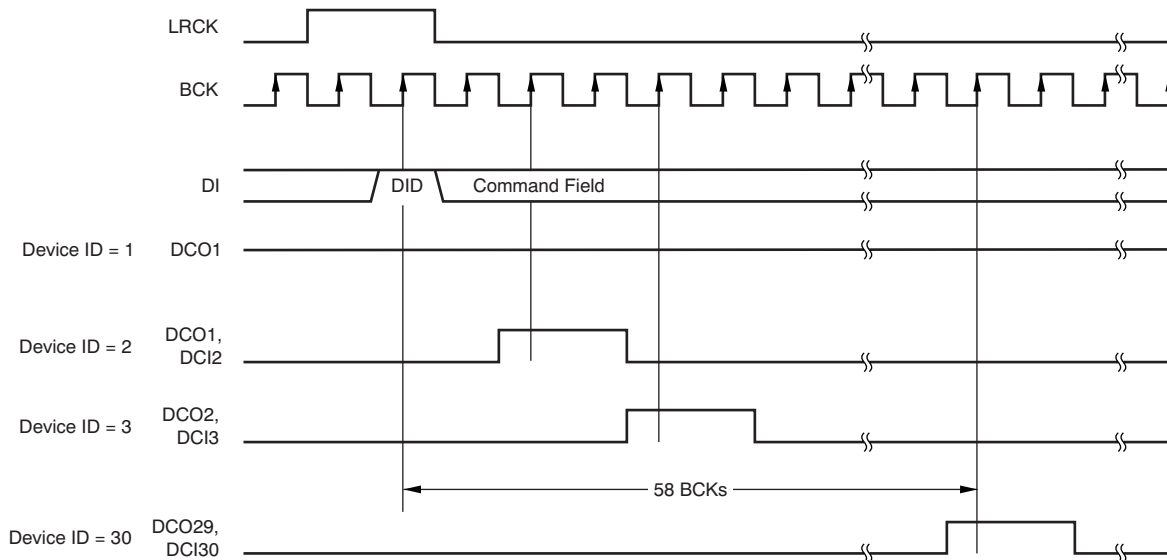 LRCK
BCK
DI
DID
Command Field
Device ID = 1
DCO1
Device ID = 2
DCO1,
DCI2
Device ID = 3
DCO2,
DCI3
58 BCKs
Device ID = 30
DCO29,
DCI30